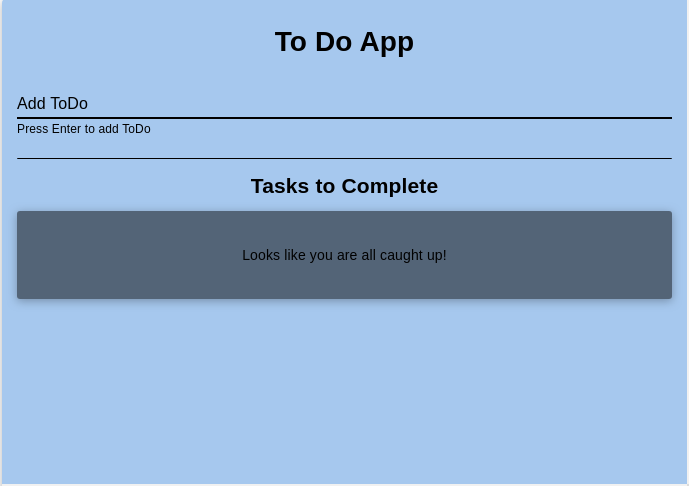 To Do App
Add ToDo
Press Enter to add ToDo
Tasks to Complete
Looks like you are all caught up!